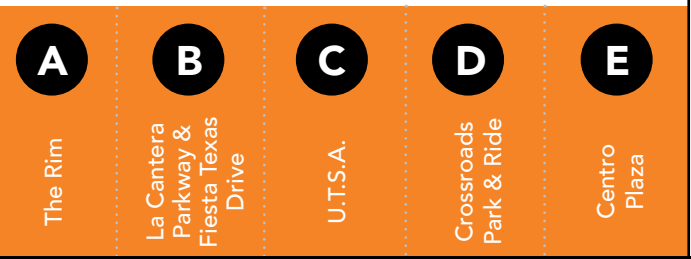 A
The Rim
B
La Cantera
Parkway &
Fiesta Texas
Drive
C
U.T.S.A.
D
Crossroads
Park & Ride
E
Centro
Plaza